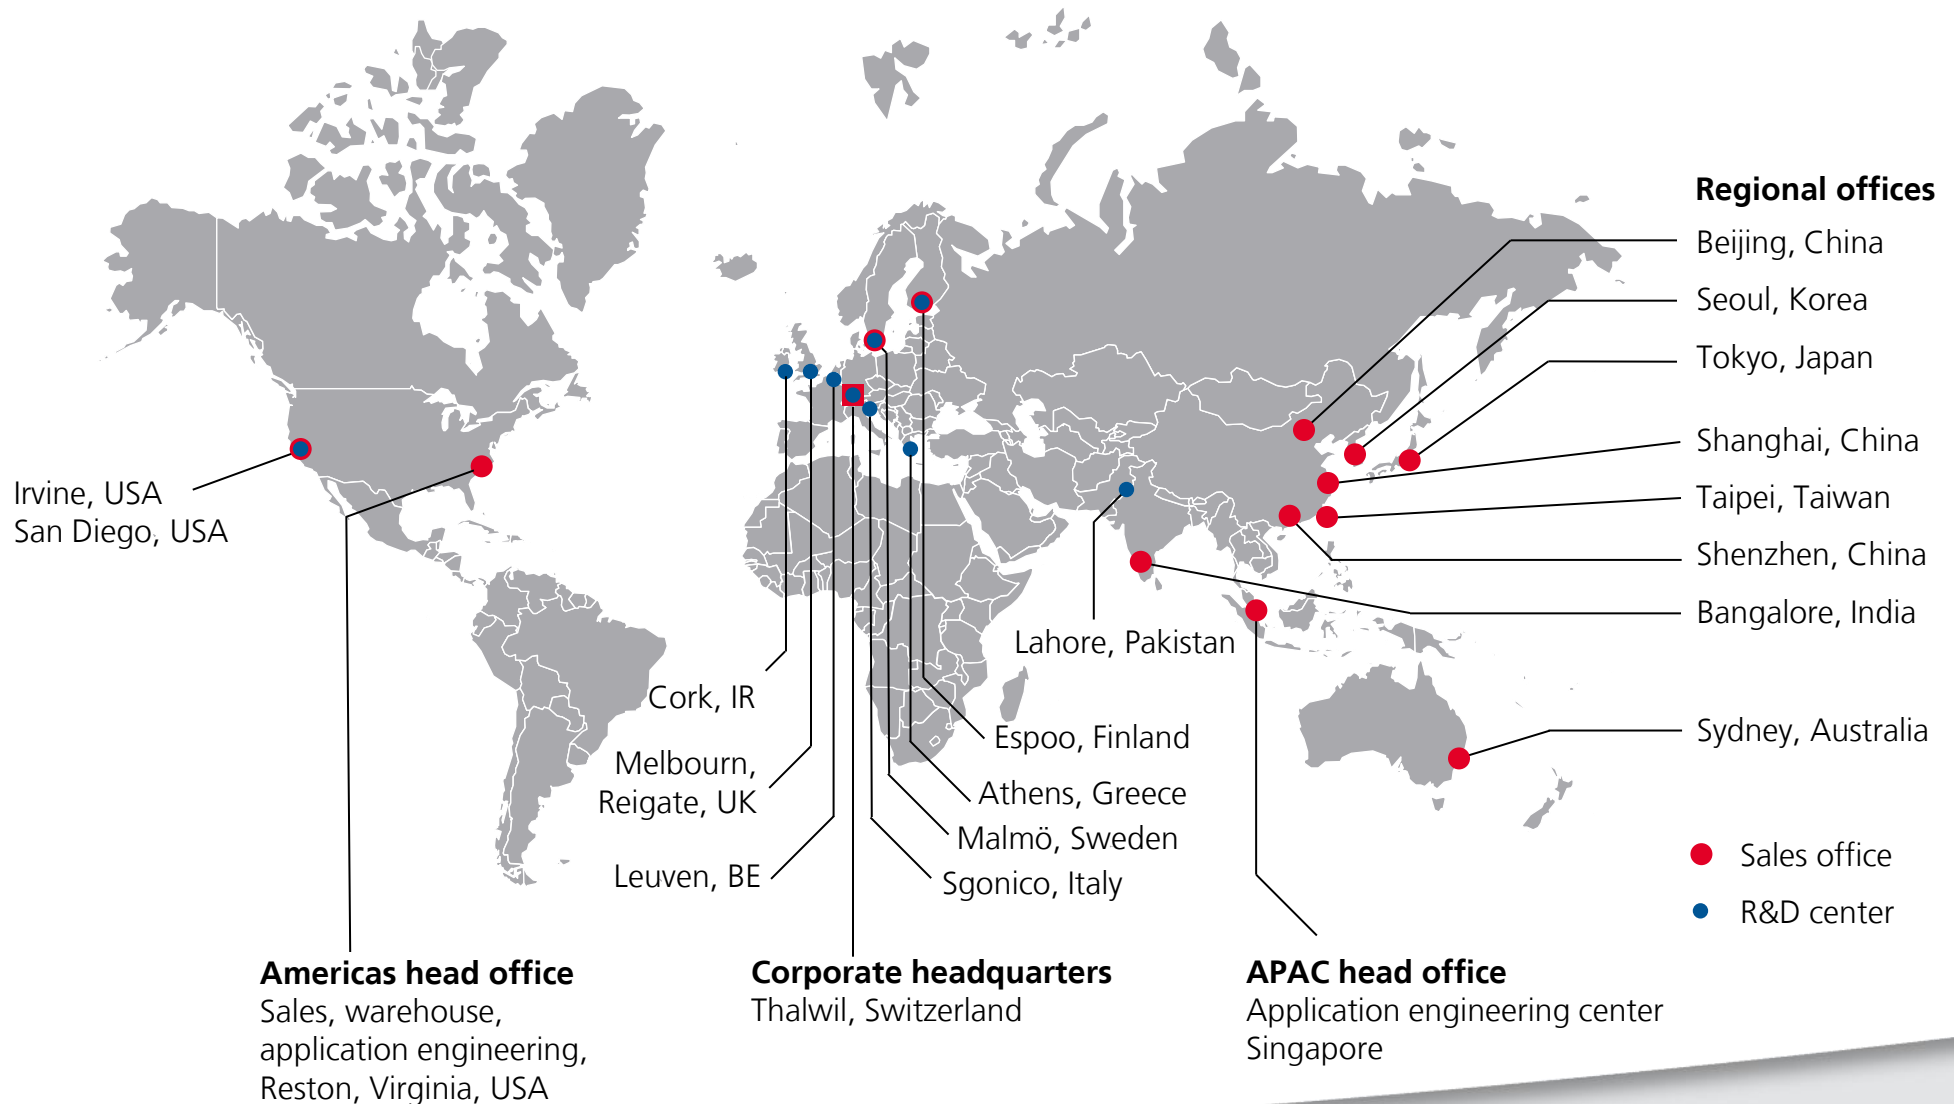 Regional offices
Beijing, China
Seoul, Korea
Tokyo, Japan
Shanghai, China
Taipei, Taiwan
Shenzhen, China
Bangalore, India
Sydney, Australia
Irvine, USA
San Diego, USA
Lahore, Pakistan
Cork, IR
Melbourn,
Reigate, UK
Leuven, BE
Espoo, Finland
Athens, Greece
Malmö, Sweden
Sgonico, Italy
Sales office
R&D center
Americas head office
Sales, warehouse,
application engineering,
Reston, Virginia, USA
Corporate headquarters
Thalwil, Switzerland
APAC head office
Application engineering center
Singapore